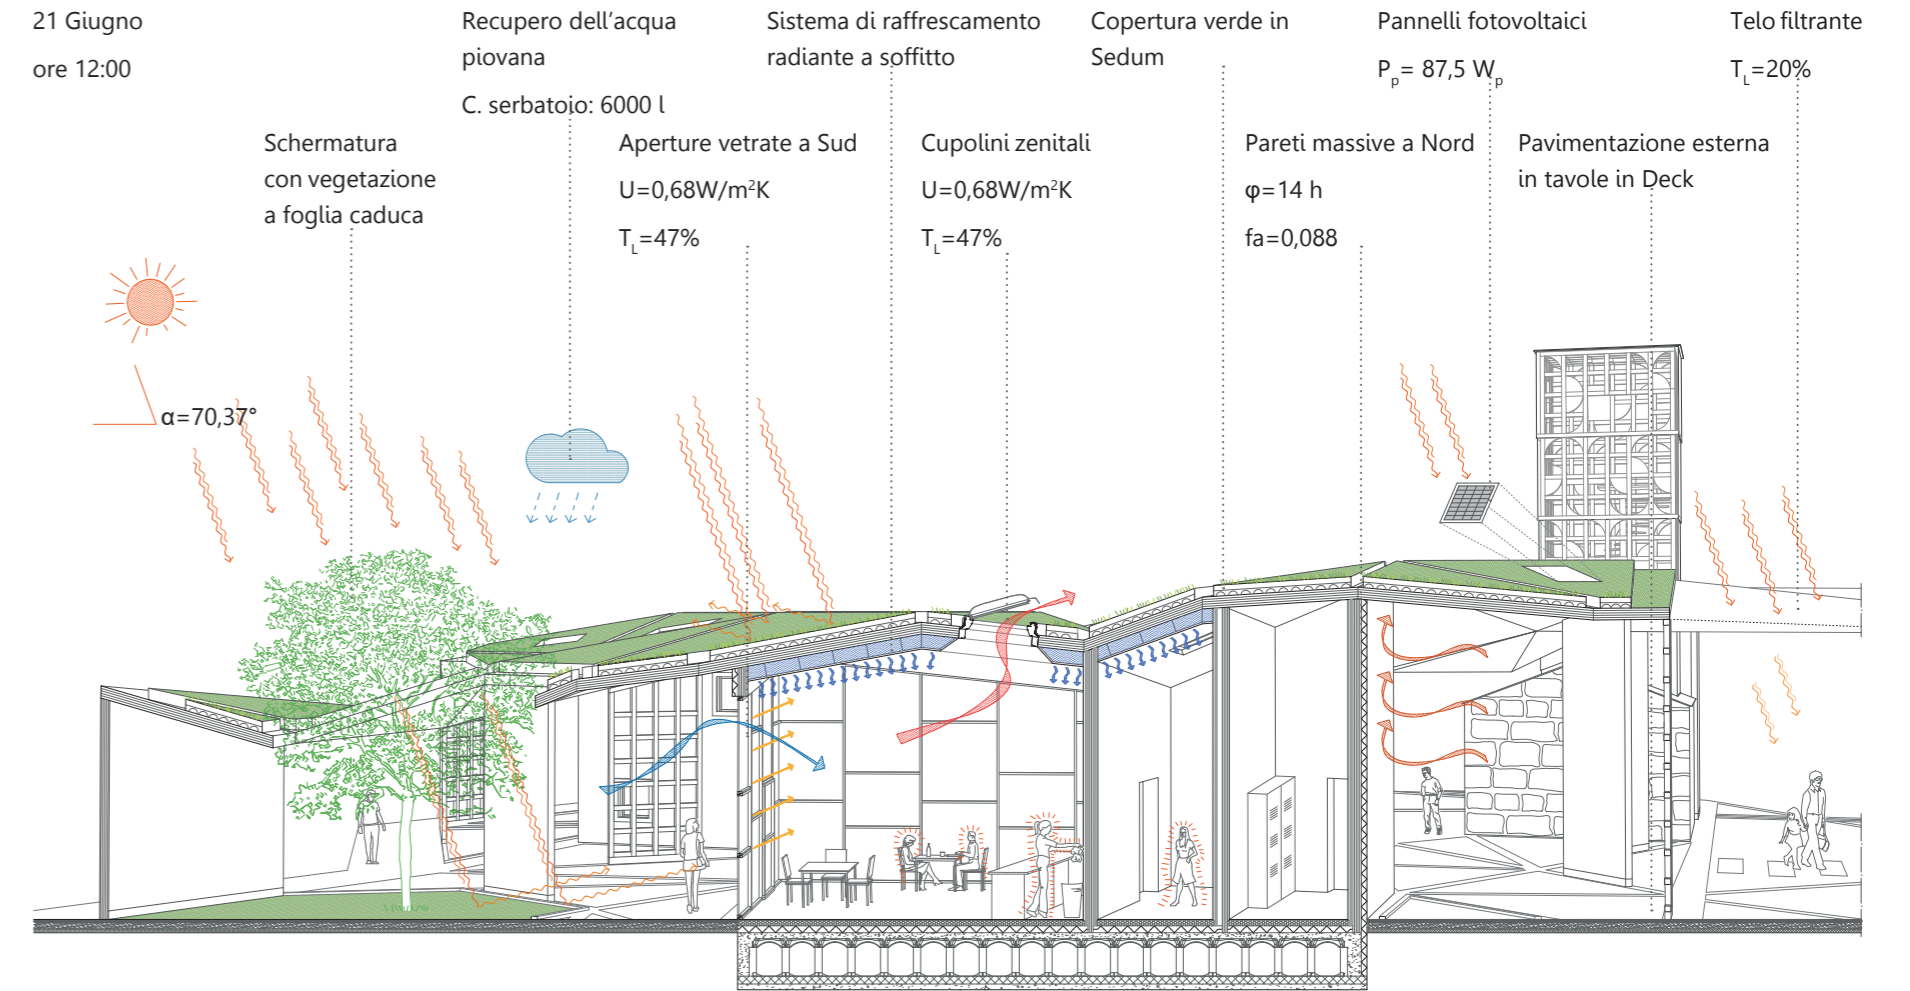 21 Giugno
ore 12:00
Recupero dell'acqua
piovana
C. serbatoio: 6000 l
Sistema di raffrescamento
radiante a soffitto
Copertura verde in
Sedum
Pannelli fotovoltaici
Pp= 87,5 Wp
Telo filtrante
TL=20%
Schermatura
con vegetazione
a foglia caduca
Aperture vetrate a Sud
U=0,68W/m²K
TL=47%
Cupolini zenitali
U=0,68W/m²K
TL=47%
Pareti massive a Nord
φ=14 h
fa=0,088
Pavimentazione esterna
in tavole in Deck
α=70,37°